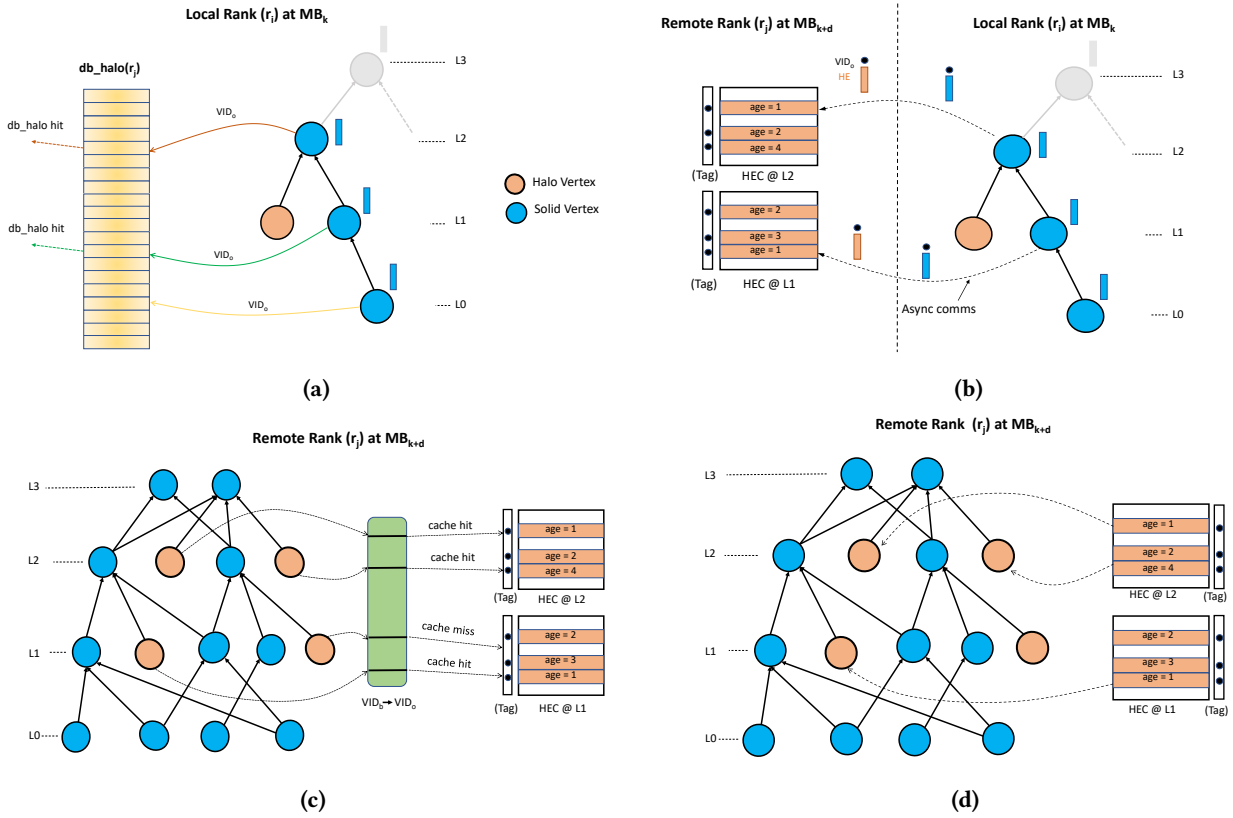 Local Rank (rᵢ) at MBₖ
db_halo(rⱼ)
L3
VIDₒ
db_halo hit
L2
Halo Vertex
Solid Vertex
db_halo hit
VIDₒ
L1
VIDₒ
L0
(a)
Remote Rank (rⱼ) at MBₖ₊d
Local Rank (rᵢ) at MBₖ
VIDₒ
HE
L3
age = 1
age = 2
age = 4
L2
(Tag)
HEC @ L2
age = 2
age = 3
age = 1
L1
(Tag)
HEC @ L1
Async comms
L0
(b)
Remote Rank (rⱼ) at MBₖ₊d
L3
cache hit
age = 1
cache hit
age = 2
age = 4
L2
(Tag)
HEC @ L2
cache miss
age = 2
L1
cache hit
age = 3
age = 1
VID_b→VIDₒ
(Tag)
HEC @ L1
L0
(c)
Remote Rank (rⱼ) at MBₖ₊d
L3
age = 1
age = 2
age = 4
L2
HEC @ L2
(Tag)
age = 2
L1
age = 3
age = 1
HEC @ L1
(Tag)
L0
(d)